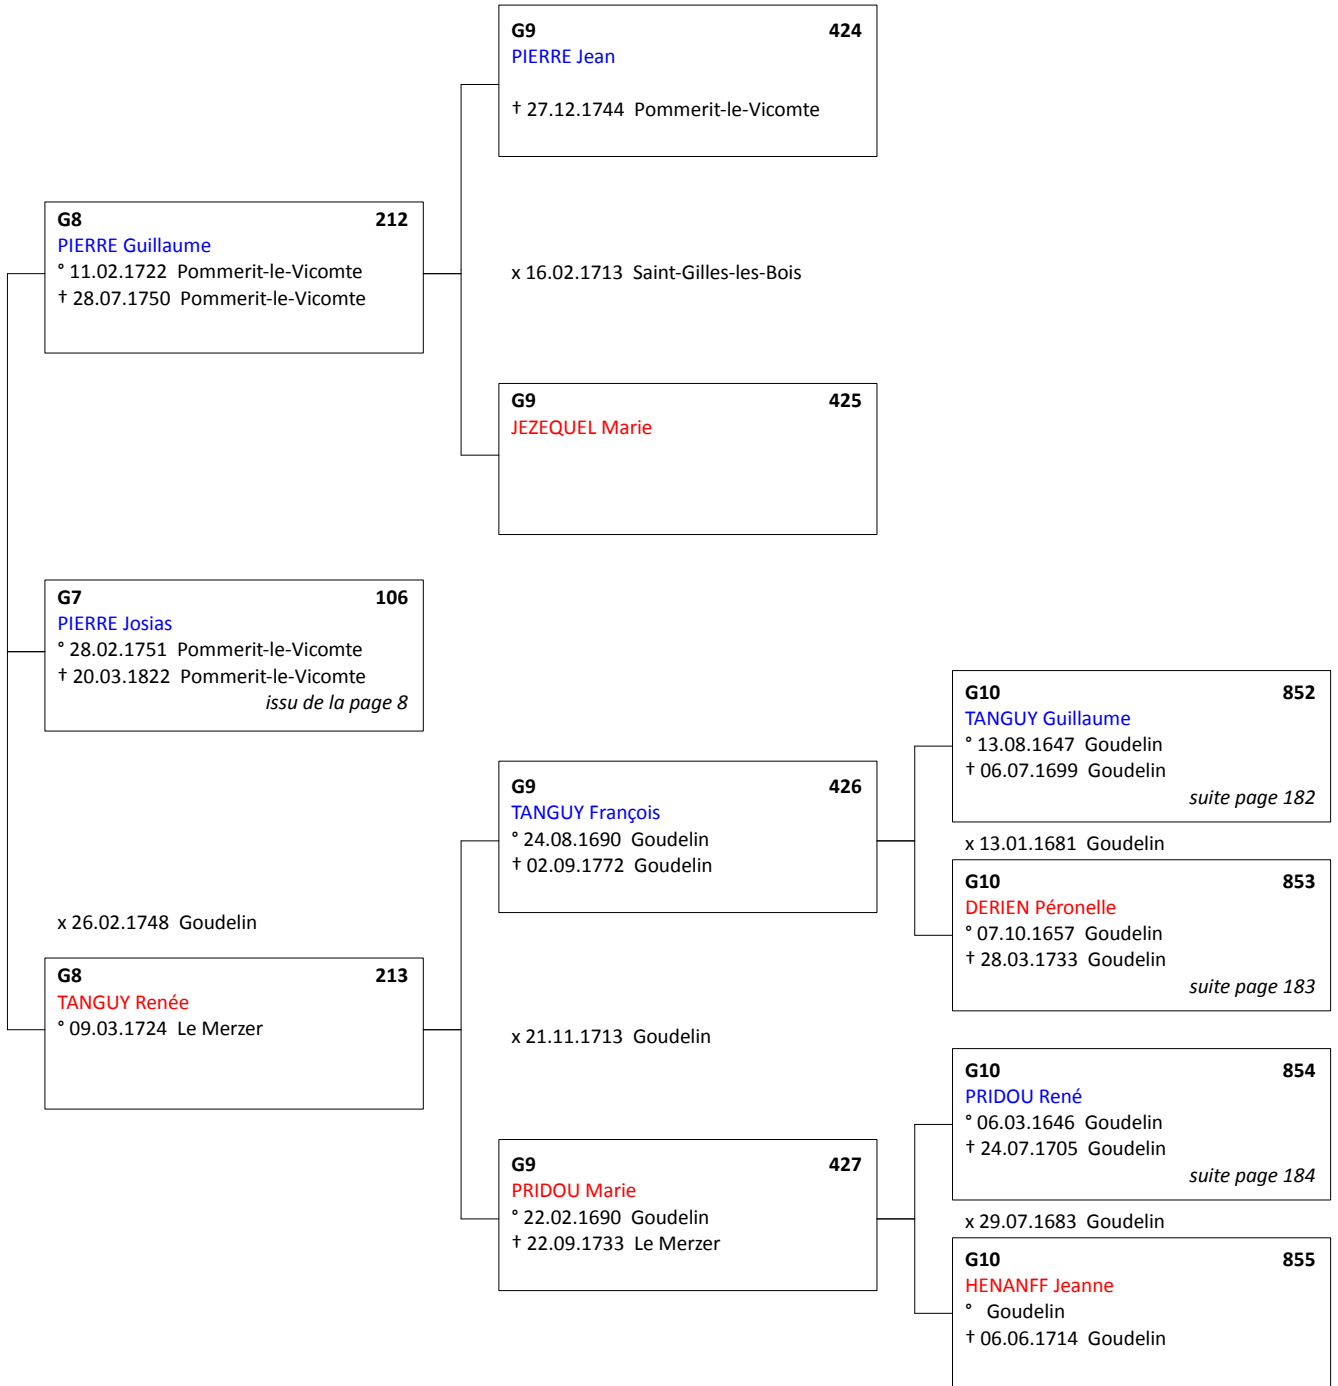 G9 424
PIERRE Jean
† 27.12.1744 Pommerit-le-Vicomte
G8 212
PIERRE Guillaume
° 11.02.1722 Pommerit-le-Vicomte
† 28.07.1750 Pommerit-le-Vicomte
x 16.02.1713 Saint-Gilles-les-Bois
G9 425
JEZEQUEL Marie
G7 106
PIERRE Josias
° 28.02.1751 Pommerit-le-Vicomte
† 20.03.1822 Pommerit-le-Vicomte
issu de la page 8
G10 852
TANGUY Guillaume
° 13.08.1647 Goudelin
† 06.07.1699 Goudelin
suite page 182
G9 426
TANGUY François
° 24.08.1690 Goudelin
† 02.09.1772 Goudelin
x 13.01.1681 Goudelin
G10 853
DERIEN Péronelle
° 07.10.1657 Goudelin
† 28.03.1733 Goudelin
suite page 183
x 26.02.1748 Goudelin
G8 213
TANGUY Renée
° 09.03.1724 Le Merzer
x 21.11.1713 Goudelin
G10 854
PRIDOU René
° 06.03.1646 Goudelin
† 24.07.1705 Goudelin
suite page 184
G9 427
PRIDOU Marie
° 22.02.1690 Goudelin
† 22.09.1733 Le Merzer
x 29.07.1683 Goudelin
G10 855
HENANFF Jeanne
° Goudelin
† 06.06.1714 Goudelin